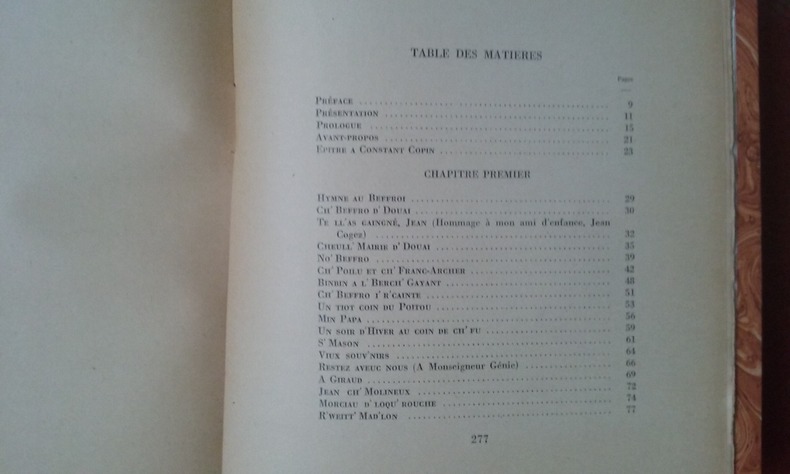 TABLE DES MATIERES
Pages
PRÉFACE 9
PRÉSENTATION 11
PROLOGUE 15
AVANT-PROPOS 21
EPITRE A CONSTANT COPIN 23
CHAPITRE PREMIER
HYMNE AU BEFFROI 29
CH' BEFFRO D' DOUAI 30
TE LL'AS GAINGNÉ, JEAN (Hommage à mon ami d'enfance, Jean
Cogez) 32
CHEULL' MAIRIE D' DOUAI 35
NO' BEFFRO 39
CH' POILU ET CH' FRANC-ARCHER 42
BINBIN A L' BERCH' GAYANT 48
CH' BEFFRO I' R'CAINTE 51
UN TIOT COIN DU POITOU 53
MIN PAPA 56
UN SOIR D'HIVER AU COIN DE CH' FU 59
S' MASON 61
VIUX SOUV'NIRS 64
RESTEZ AVEUC NOUS (A MONSEIGNEUR GÉNIE) 66
A GIRAUD 69
JEAN CH' MOLINEUX 72
MORCIAU D' LOQU' ROUCHE 74
R'WEITT' MAD'LON 77
277